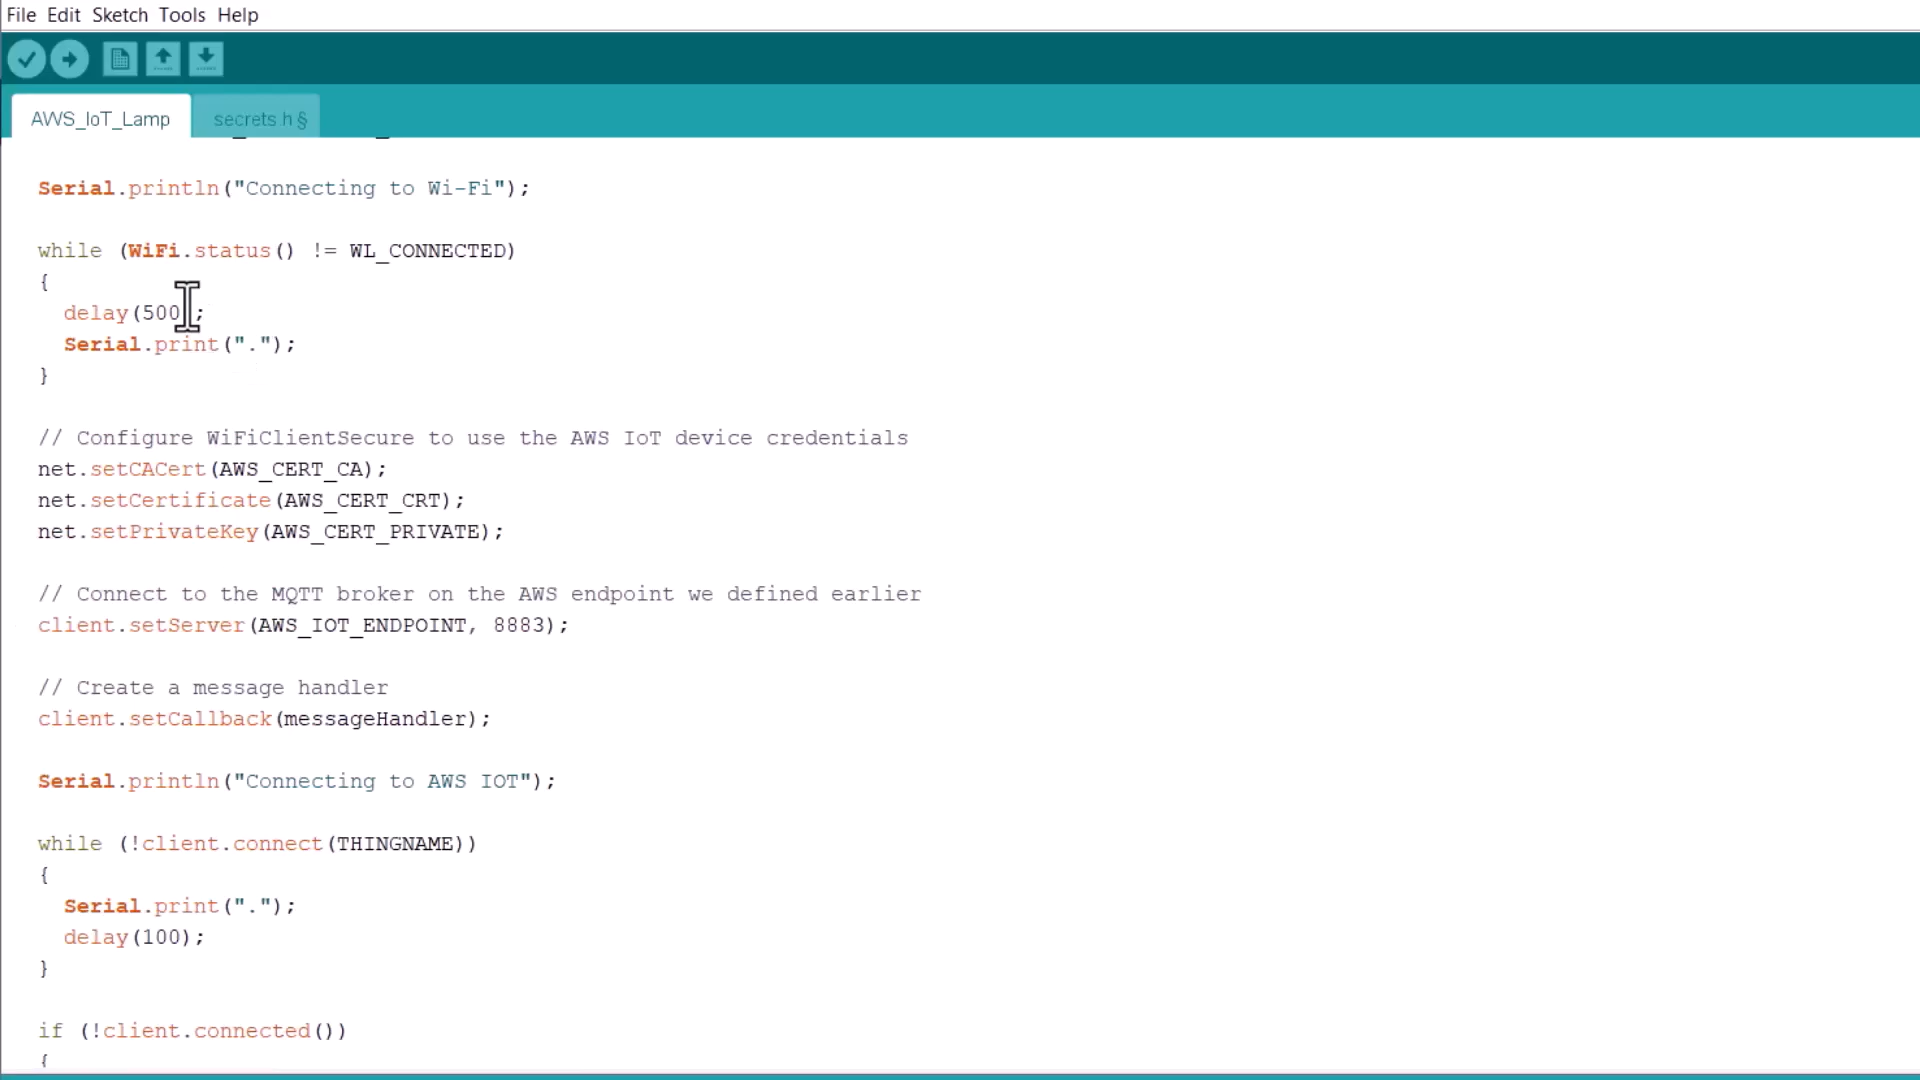 File Edit Sketch Tools Help
AWS_IoT_Lamp secrets.h §
Serial.println("Connecting to Wi-Fi");
while (WiFi.status() != WL_CONNECTED)
{
delay(500);
Serial.print(".");
}
// Configure WiFiClientSecure to use the AWS IoT device credentials
net.setCACert(AWS_CERT_CA);
net.setCertificate(AWS_CERT_CRT);
net.setPrivateKey(AWS_CERT_PRIVATE);
// Connect to the MQTT broker on the AWS endpoint we defined earlier
client.setServer(AWS_IOT_ENDPOINT, 8883);
// Create a message handler
client.setCallback(messageHandler);
Serial.println("Connecting to AWS IOT");
while (!client.connect(THINGNAME))
{
Serial.print(".");
delay(100);
}
if (!client.connected())
{